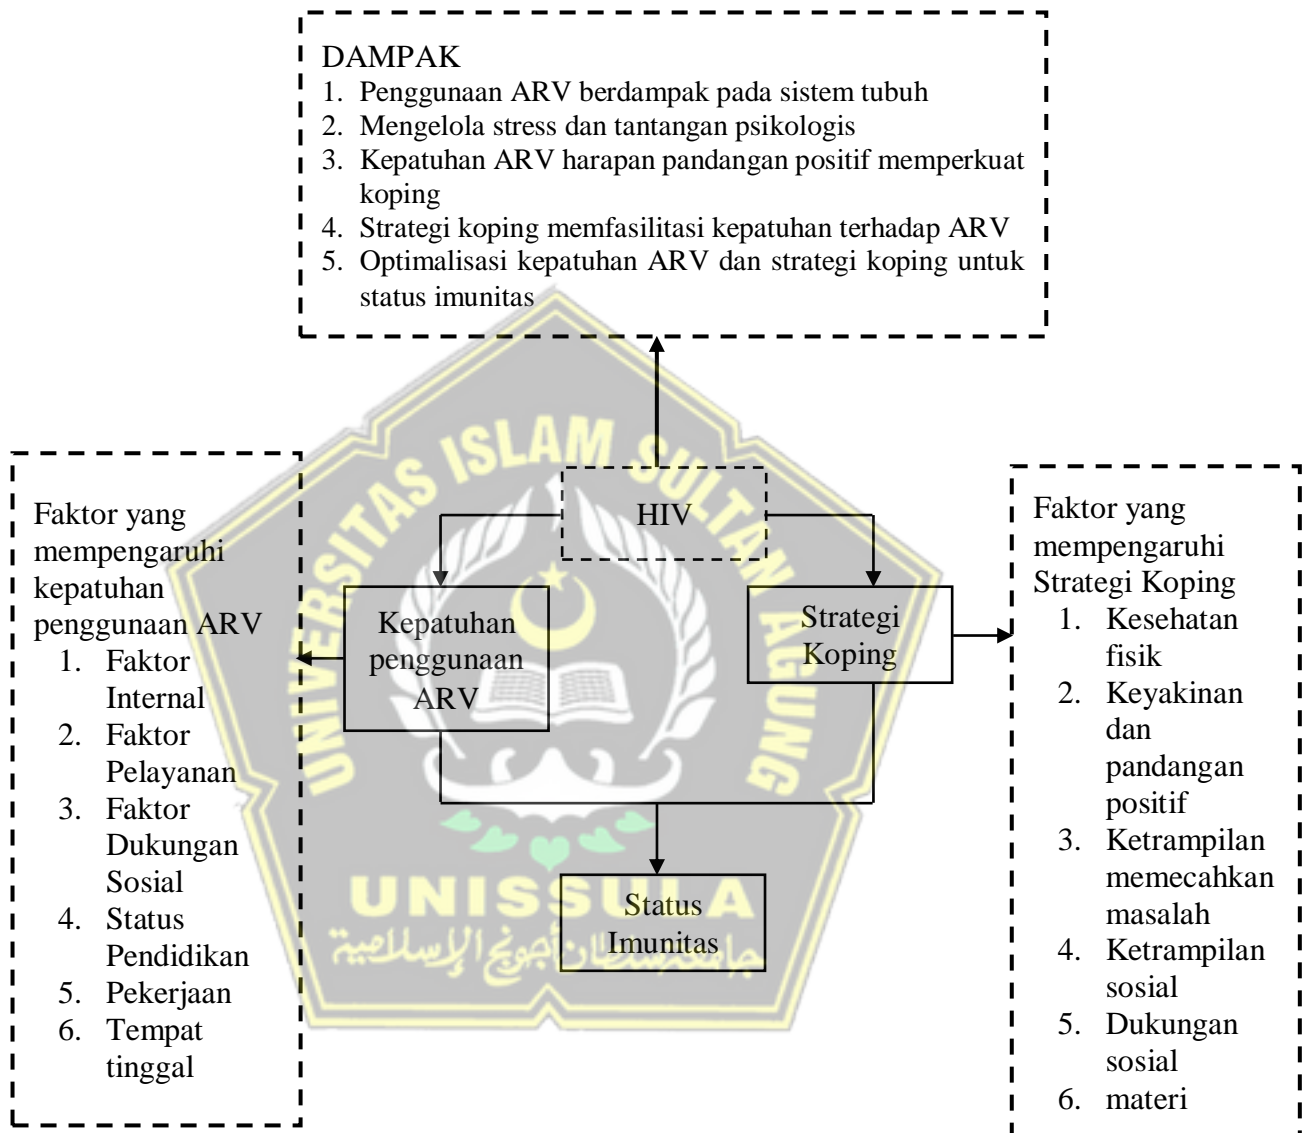 DAMPAK
1. Penggunaan ARV berdampak pada sistem tubuh
2. Mengelola stress dan tantangan psikologis
3. Kepatuhan ARV harapan pandangan positif memperkuat
koping
4. Strategi koping memfasilitasi kepatuhan terhadap ARV
5. Optimalisasi kepatuhan ARV dan strategi koping untuk
status imunitas
HIV
Faktor yang
mempengaruhi
kepatuhan
penggunaan ARV
1. Faktor
Internal
2. Faktor
Pelayanan
3. Faktor
Dukungan
Sosial
4. Status
Pendidikan
5. Pekerjaan
6. Tempat
tinggal
Kepatuhan
penggunaan
ARV
Strategi
Koping
Faktor yang
mempengaruhi
Strategi Koping
1. Kesehatan
fisik
2. Keyakinan
dan
pandangan
positif
3. Ketrampilan
memecahkan
masalah
4. Ketrampilan
sosial
5. Dukungan
sosial
6. materi
Status
Imunitas
UNIVERSITAS ISLAM SULTAN AGUNG
UNISSULA
جامعة سلطان أجونج الإسلامية